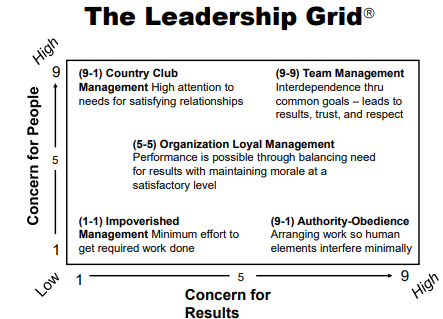 The Leadership Grid®
High
9
(9-1) Country Club
Management High attention to
needs for satisfying relationships
(9-9) Team Management
Interdependence thru
common goals – leads to
results, trust, and respect
Concern for People
5
(5-5) Organization Loyal Management
Performance is possible through balancing need
for results with maintaining morale at a
satisfactory level
(1-1) Impoverished
Management Minimum effort to
get required work done
(9-1) Authority-Obedience
Arranging work so human
elements interfere minimally
1
Low
1
5
9
High
Concern for
Results